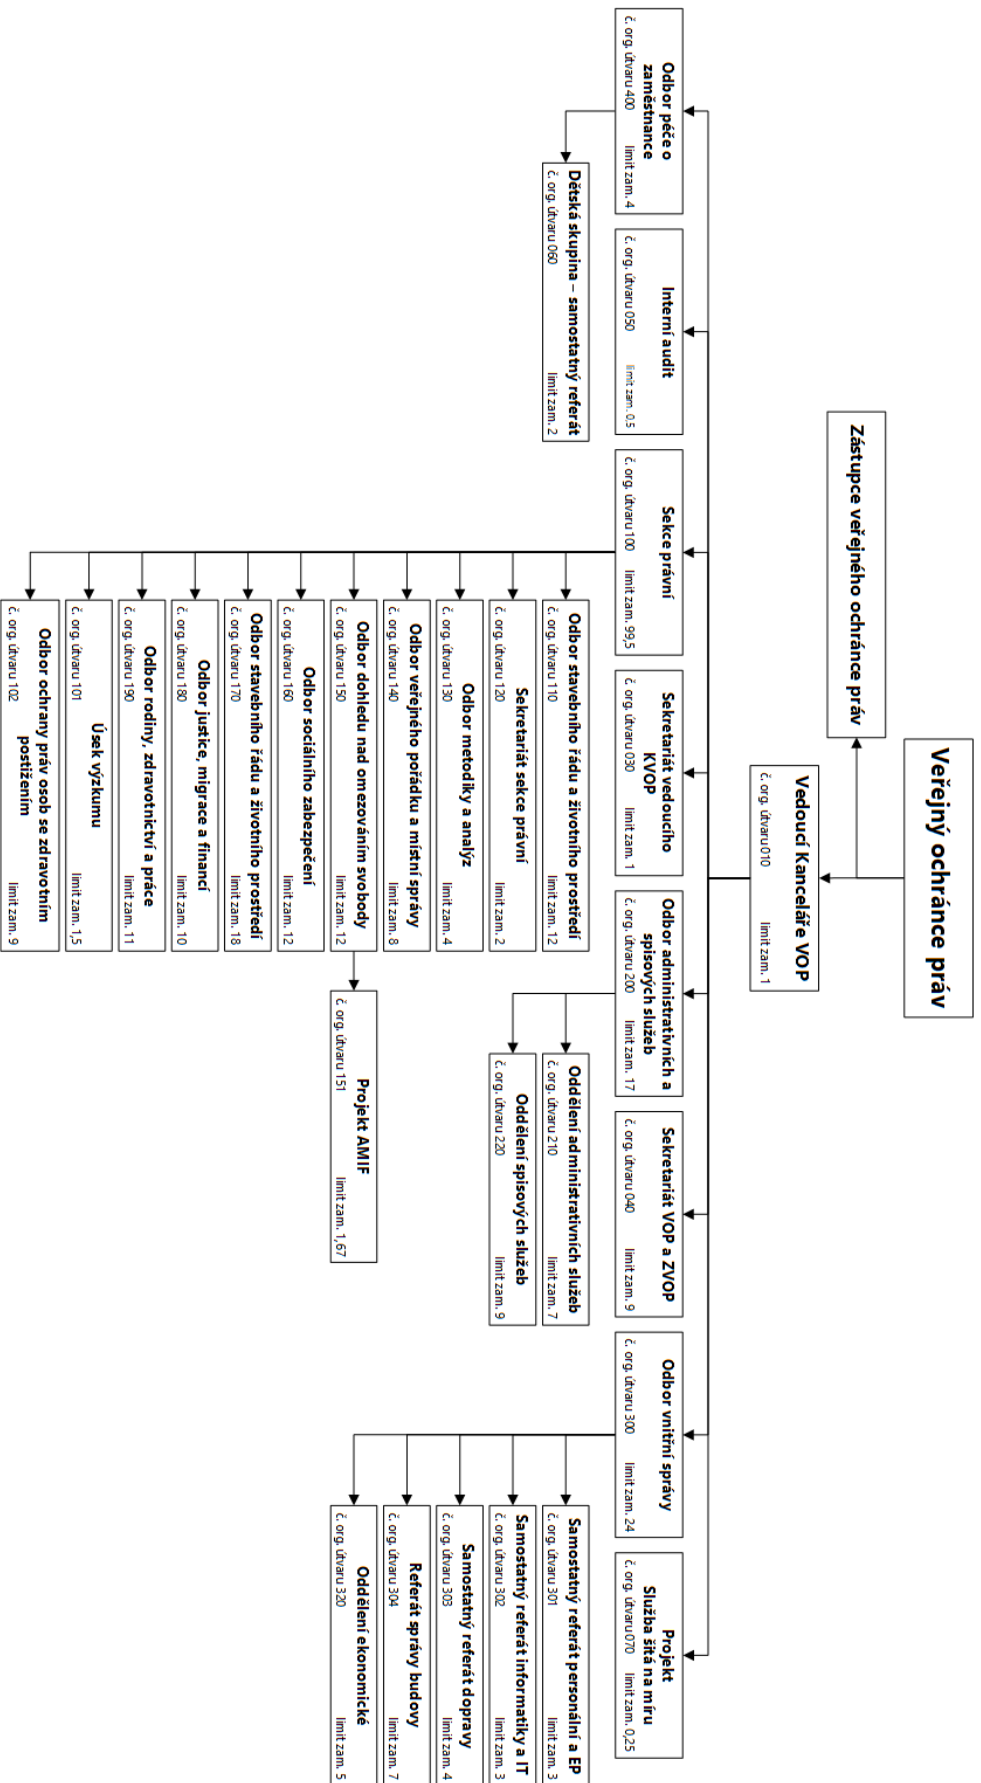 Veřejný ochránce práv
Zástupce veřejného ochránce práv
Vedoucí Kanceláře VOP
č. org. útvaru 010 limit zam. 1
Odbor péče o
zaměstnance
č. org. útvaru 400 limit zam. 4
Interní audit
č. org. útvaru 050 limit zam. 0,5
Sekce právní
č. org. útvaru 100 limit zam. 99,5
Sekretariát vedoucího
KVOP
č. org. útvaru 030 limit zam. 1
Odbor administrativních a
spisových služeb
č. org. útvaru 200 limit zam. 17
Sekretariát VOP a ZVOP
č. org. útvaru 040 limit zam. 9
Odbor vnitřní správy
č. org. útvaru 300 limit zam. 24
Projekt
Služba šitá na míru
č. org. útvaru 070 limit zam. 0,25
Dětská skupina – samostatný referát
č. org. útvaru 060 limit zam. 2
Odbor stavebního řádu a životního prostředí
č. org. útvaru 110 limit zam. 12
Sekretariát sekce právní
č. org. útvaru 120 limit zam. 2
Odbor metodiky a analýz
č. org. útvaru 130 limit zam. 4
Odbor veřejného pořádku a místní správy
č. org. útvaru 140 limit zam. 8
Odbor dohledu nad omezováním svobody
č. org. útvaru 150 limit zam. 12
Odbor sociálního zabezpečení
č. org. útvaru 160 limit zam. 12
Odbor stavebního řádu a životního prostředí
č. org. útvaru 170 limit zam. 18
Odbor justice, migrace a financí
č. org. útvaru 180 limit zam. 10
Odbor rodiny, zdravotnictví a práce
č. org. útvaru 190 limit zam. 11
Úsek výzkumu
č. org. útvaru 101 limit zam. 1,5
Odbor ochrany práv osob se zdravotním
postižením
č. org. útvaru 102 limit zam. 9
Projekt AMIF
č. org. útvaru 151 limit zam. 1,67
Oddělení administrativních služeb
č. org. útvaru 210 limit zam. 7
Oddělení spisových služeb
č. org. útvaru 220 limit zam. 9
Samostatný referát personální a EP
č. org. útvaru 301 limit zam. 3
Samostatný referát informatiky a IT
č. org. útvaru 302 limit zam. 3
Samostatný referát dopravy
č. org. útvaru 303 limit zam. 4
Referát správy budovy
č. org. útvaru 304 limit zam. 7
Oddělení ekonomické
č. org. útvaru 320 limit zam. 5